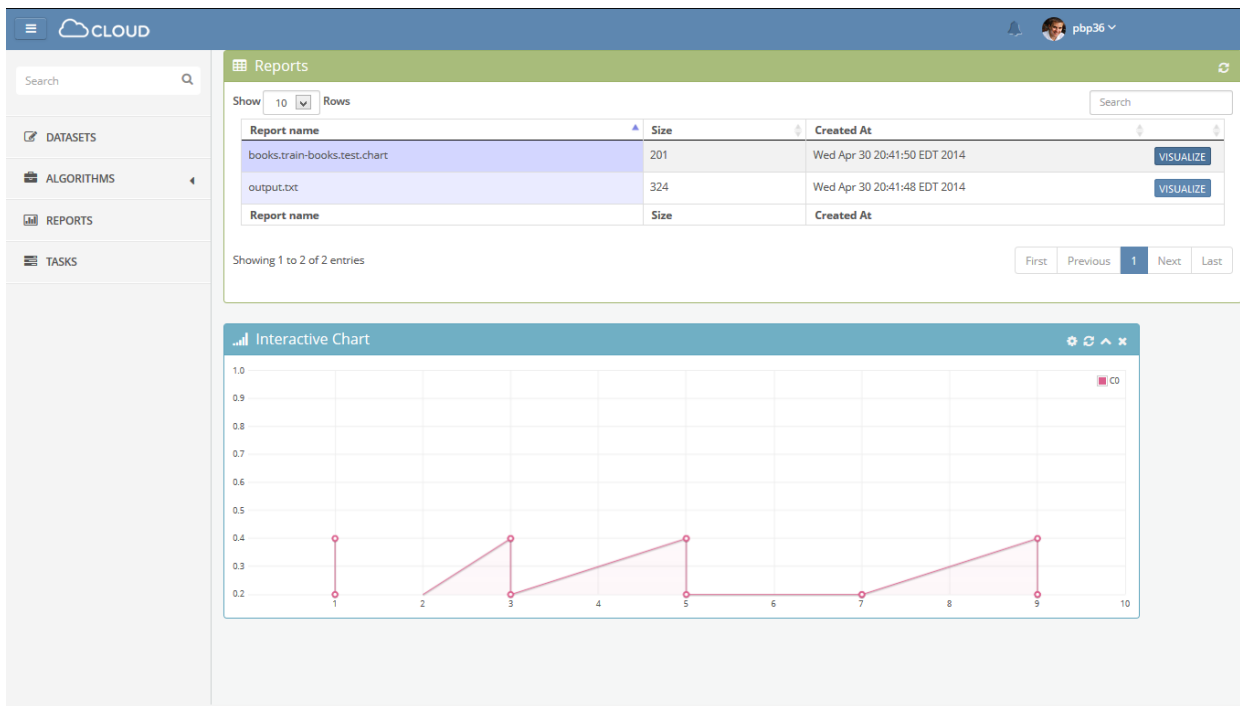 CLOUD
pbp36
Search
DATASETS
ALGORITHMS
REPORTS
TASKS
Reports
Show 10 Rows
Search
Report name Size Created At
books.train-books.test.chart 201 Wed Apr 30 20:41:50 EDT 2014 VISUALIZE
output.txt 324 Wed Apr 30 20:41:48 EDT 2014 VISUALIZE
Report name Size Created At
Showing 1 to 2 of 2 entries
First Previous 1 Next Last
Interactive Chart
C0
1.0
0.9
0.8
0.7
0.6
0.5
0.4
0.3
0.2
1 2 3 4 5 6 7 8 9 10